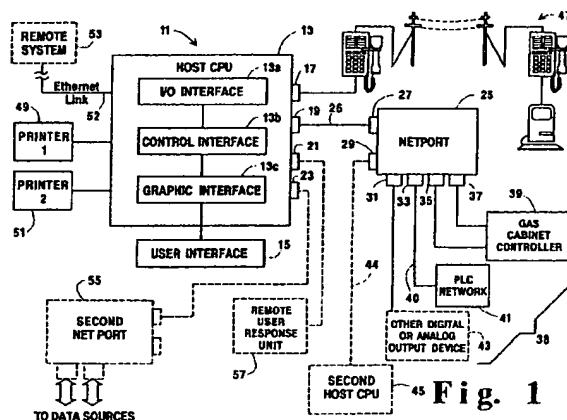 REMOTE SYSTEM
53
11
13
47
HOST CPU
13a
I/O INTERFACE
17
Ethernet Link
52
49
PRINTER 1
13b
CONTROL INTERFACE
19
26
27
25
NETPORT
21
29
13c
GRAPHIC INTERFACE
23
PRINTER 2
51
31
33
35
37
39
GAS CABINET CONTROLLER
USER INTERFACE
15
44
40
PLC NETWORK
41
38
55
SECOND NET PORT
REMOTE USER RESPONSE UNIT
57
OTHER DIGITAL OR ANALOG OUTPUT DEVICE
43
SECOND HOST CPU
45
TO DATA SOURCES
Fig. 1